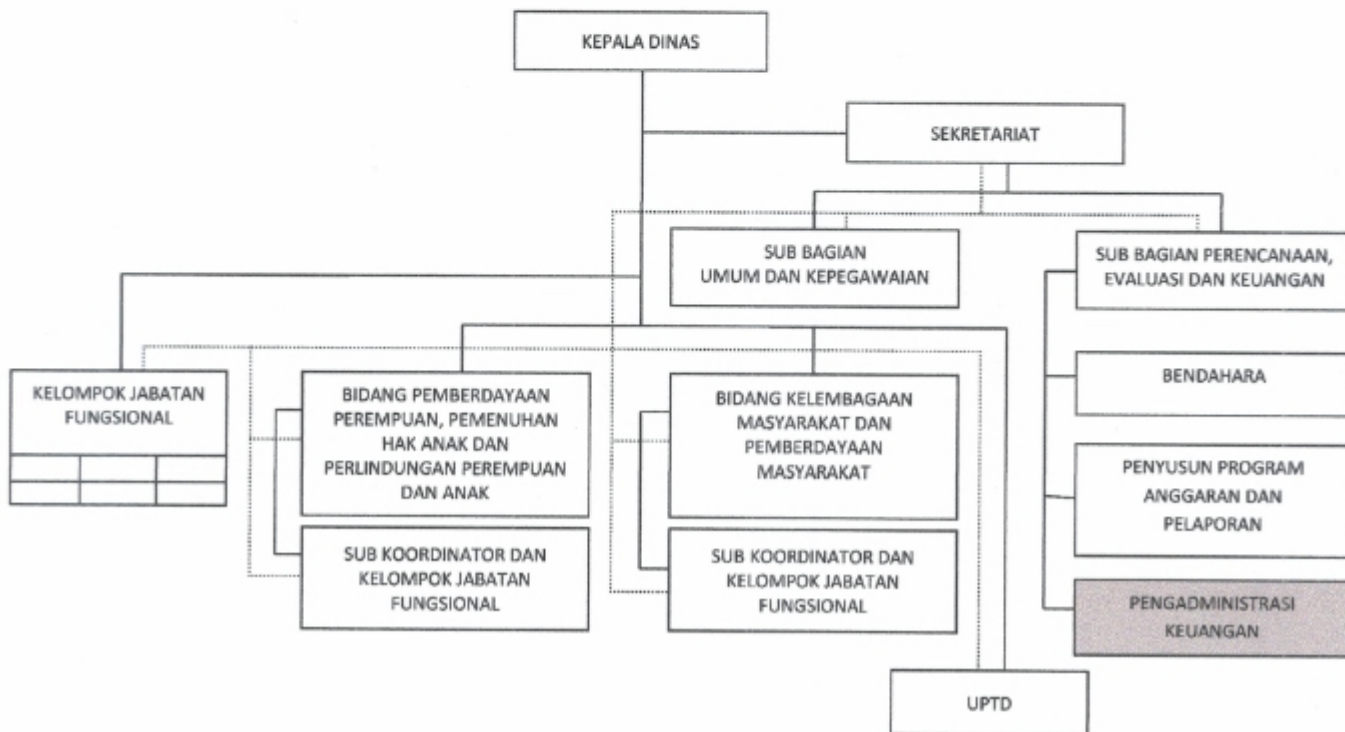 KEPALA DINAS
SEKRETARIAT
SUB BAGIAN
UMUM DAN KEPEGAWAIAN
SUB BAGIAN PERENCANAAN,
EVALUASI DAN KEUANGAN
KELOMPOK JABATAN
FUNGSIONAL
BIDANG PEMBERDAYAAN
PEREMPUAN, PEMENUHAN
HAK ANAK DAN
PERLINDUNGAN PEREMPUAN
DAN ANAK
BIDANG KELEMBAGAAN
MASYARAKAT DAN
PEMBERDAYAAN
MASYARAKAT
BENDAHARA
PENYUSUN PROGRAM
ANGGARAN DAN
PELAPORAN
SUB KOORDINATOR DAN
KELOMPOK JABATAN
FUNGSIONAL
SUB KOORDINATOR DAN
KELOMPOK JABATAN
FUNGSIONAL
PENGADMINISTRASI
KEUANGAN
UPTD